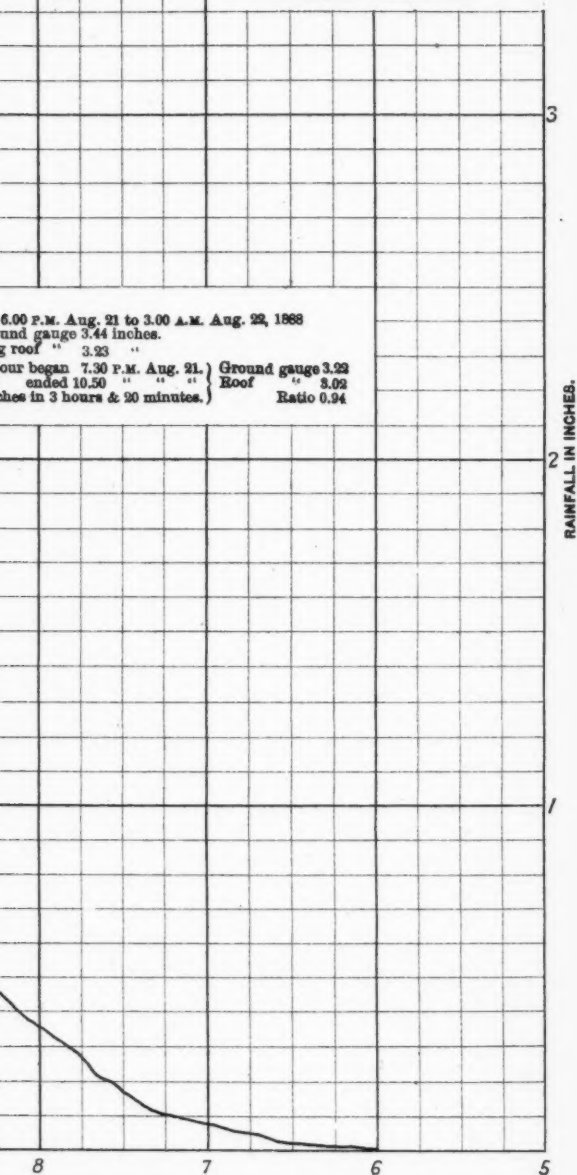 3
6.00 P.M. Aug. 21 to 3.00 A.M. Aug. 22, 1888
und gauge 3.44 inches.
g roof " 3.23 "
our began 7.30 P.M. Aug. 21. } Ground gauge 3.22
ended 10.50 " " " } Roof " 3.02
ches in 3 hours & 20 minutes. } Ratio 0.94
2
RAINFALL IN INCHES.
1
8 7 6 5